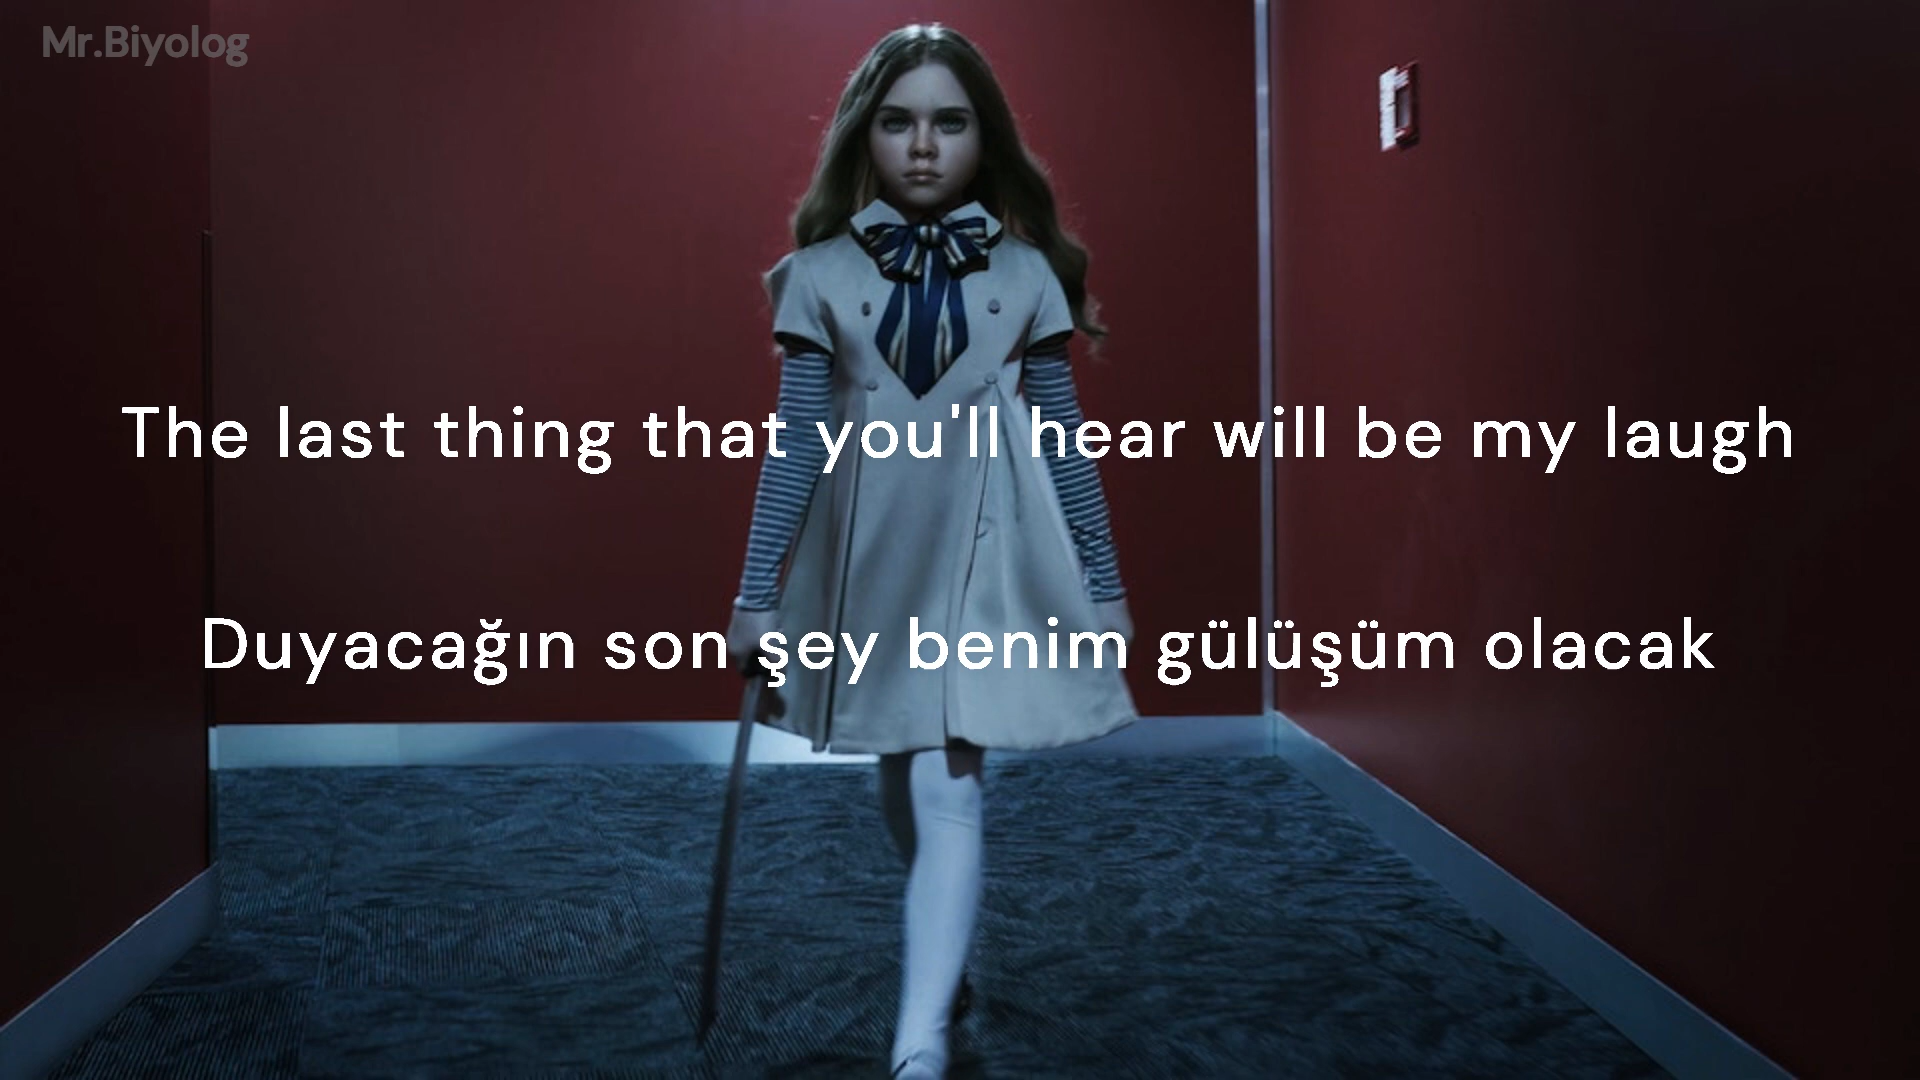 Mr.Biyolog
The last thing that you'll hear will be my laugh
Duyacağın son şey benim gülüşüm olacak